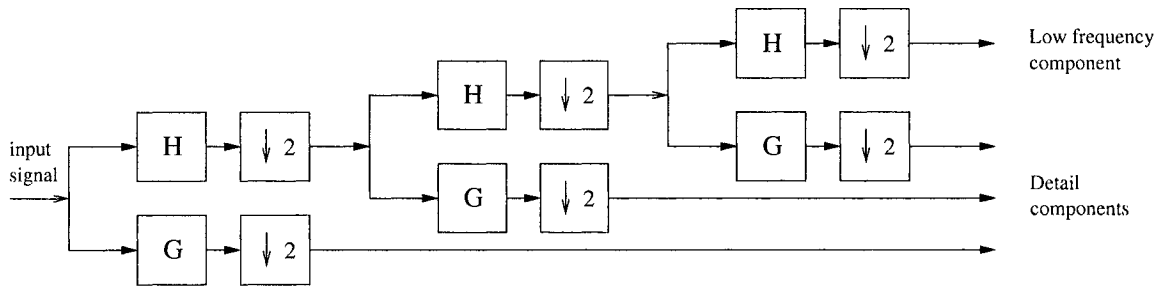 H
↓ 2
Low frequency
component
H
↓ 2
G
↓ 2
input
signal
H
↓ 2
G
↓ 2
Detail
components
G
↓ 2